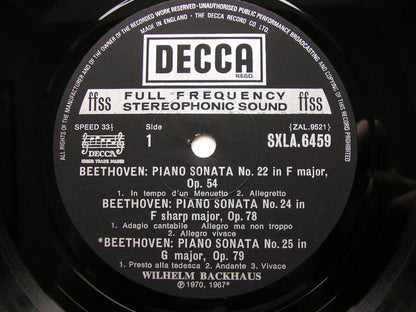 ALL RIGHTS OF THE MANUFACTURER AND OF THE OWNER OF THE RECORDED WORK RESERVED · UNAUTHORISED PUBLIC PERFORMANCE BROADCASTING AND COPYING OF THIS RECORD PROHIBITED
MADE IN ENGLAND · THE DECCA RECORD CO LTD.
DECCA
REGD.
ffss FULL FREQUENCY ffss
STEREOPHONIC SOUND
SPEED 33⅓
Side
1
(ZAL.9521)
SXLA.6459
DECCA
(REGD. TRADE MARK)
BEETHOVEN: PIANO SONATA No. 22 in F major,
Op. 54
1. In tempo d'un Menuetto 2. Allegretto
BEETHOVEN: PIANO SONATA No. 24 in
F sharp major, Op. 78
1. Adagio cantabile Allegro ma non troppo
2. Allegro vivace
*BEETHOVEN: PIANO SONATA No. 25 in
G major, Op. 79
1. Presto alla tedesca 2. Andante 3. Vivace
WILHELM BACKHAUS
℗ 1970, 1967*